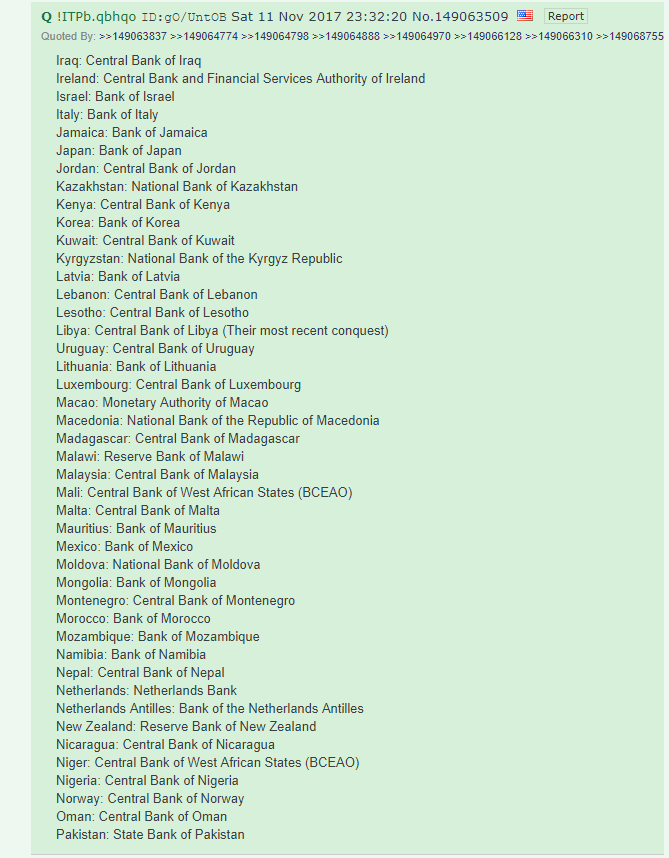 Q !ITPb.qbhqo ID:gO/UntOB Sat 11 Nov 2017 23:32:20 No.149063509 Report
Quoted By: >>149063837 >>149064774 >>149064798 >>149064888 >>149064970 >>149066128 >>149066310 >>149068755
Iraq: Central Bank of Iraq
Ireland: Central Bank and Financial Services Authority of Ireland
Israel: Bank of Israel
Italy: Bank of Italy
Jamaica: Bank of Jamaica
Japan: Bank of Japan
Jordan: Central Bank of Jordan
Kazakhstan: National Bank of Kazakhstan
Kenya: Central Bank of Kenya
Korea: Bank of Korea
Kuwait: Central Bank of Kuwait
Kyrgyzstan: National Bank of the Kyrgyz Republic
Latvia: Bank of Latvia
Lebanon: Central Bank of Lebanon
Lesotho: Central Bank of Lesotho
Libya: Central Bank of Libya (Their most recent conquest)
Uruguay: Central Bank of Uruguay
Lithuania: Bank of Lithuania
Luxembourg: Central Bank of Luxembourg
Macao: Monetary Authority of Macao
Macedonia: National Bank of the Republic of Macedonia
Madagascar: Central Bank of Madagascar
Malawi: Reserve Bank of Malawi
Malaysia: Central Bank of Malaysia
Mali: Central Bank of West African States (BCEAO)
Malta: Central Bank of Malta
Mauritius: Bank of Mauritius
Mexico: Bank of Mexico
Moldova: National Bank of Moldova
Mongolia: Bank of Mongolia
Montenegro: Central Bank of Montenegro
Morocco: Bank of Morocco
Mozambique: Bank of Mozambique
Namibia: Bank of Namibia
Nepal: Central Bank of Nepal
Netherlands: Netherlands Bank
Netherlands Antilles: Bank of the Netherlands Antilles
New Zealand: Reserve Bank of New Zealand
Nicaragua: Central Bank of Nicaragua
Niger: Central Bank of West African States (BCEAO)
Nigeria: Central Bank of Nigeria
Norway: Central Bank of Norway
Oman: Central Bank of Oman
Pakistan: State Bank of Pakistan